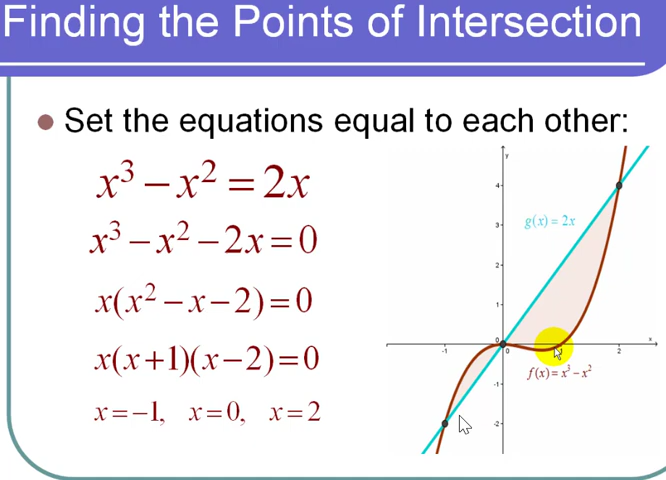 Finding the Points of Intersection
Set the equations equal to each other:
x³ − x² = 2x
x³ − x² − 2x = 0
x(x² − x − 2) = 0
x(x + 1)(x − 2) = 0
x = −1, x = 0, x = 2
y
4
g(x) = 2x
3
2
1
0
x
-1
0
2
f(x) = x³ − x²
-1
-2